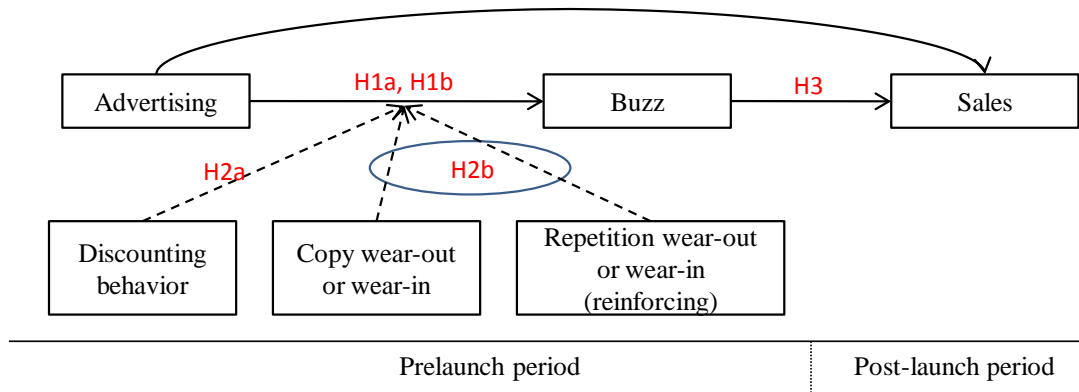 H1a, H1b
H3
Advertising
Buzz
Sales
H2a
H2b
Discounting
behavior
Copy wear-out
or wear-in
Repetition wear-out
or wear-in
(reinforcing)
Prelaunch period
Post-launch period